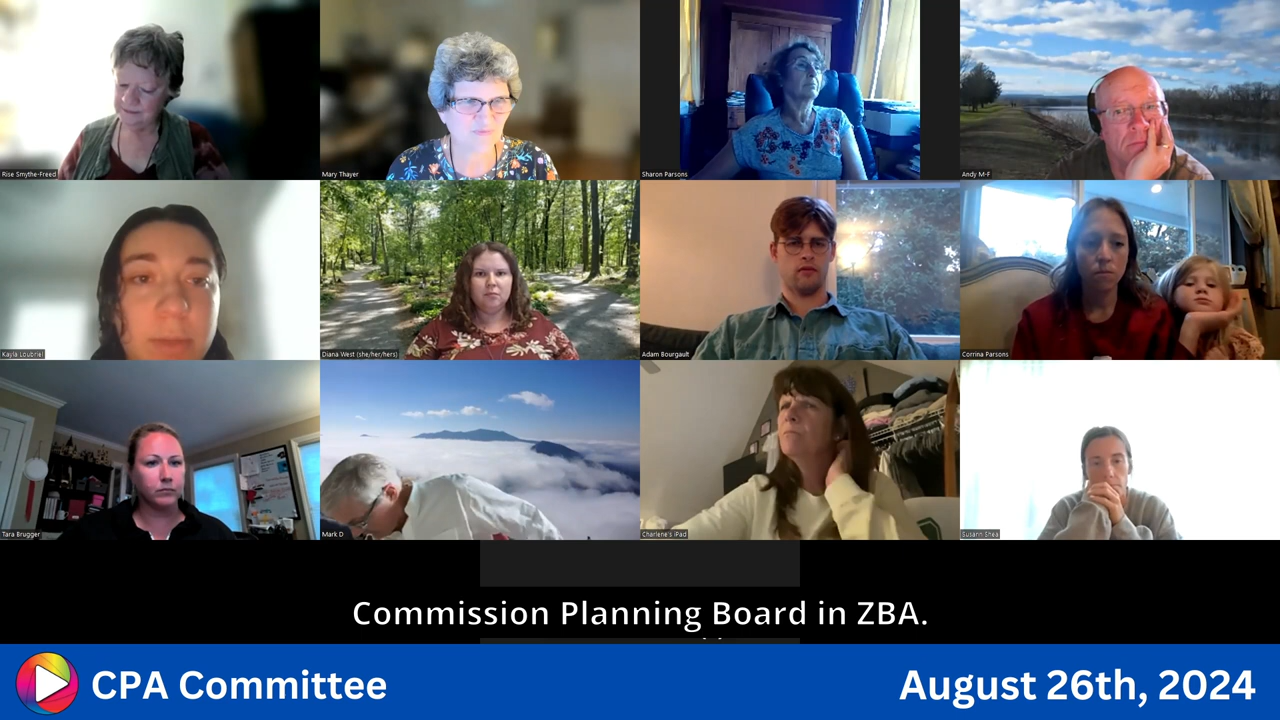 Rise Smythe-Freed
Mary Thayer
Sharon Parsons
Andy M-F
Kayla Loubriel
Diana West (she/her/hers)
Adam Bourgault
Corrina Parsons
Tara Brugger
Mark D
Charlene's iPad
Susann Shea
Commission Planning Board in ZBA.
CPA Committee
August 26th, 2024